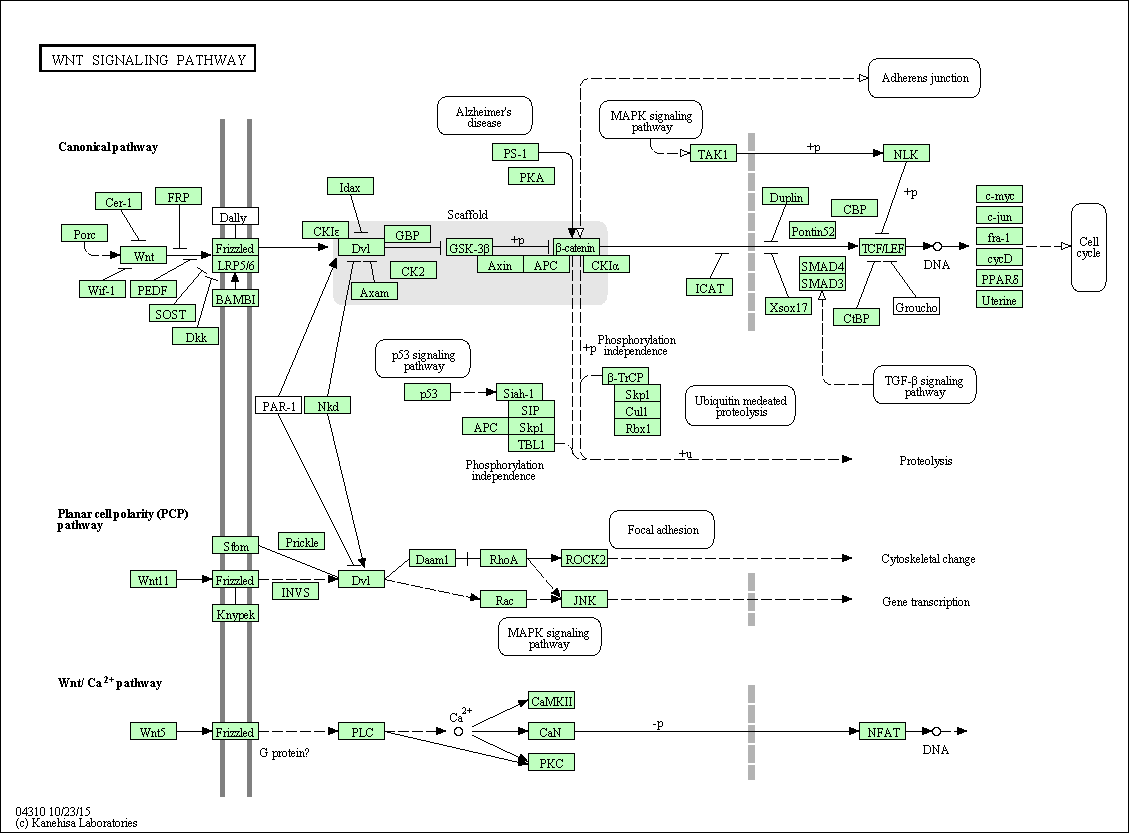 WNT SIGNALING PATHWAY
Adherens junction
Alzheimer's
disease
MAPK signaling
pathway
Canonical pathway
PS-1
PKA
TAK1
+p
NLK
+p
Idax
Scaffold
Cer-1
FRP
Dally
Porc
Wnt
Frizzled
LRP5/6
Wif-1
PEDF
SOST
Dkk
BAMBI
CKIε
Dvl
GBP
CK2
Axam
GSK-3β
+p
β-catenin
Axin
APC
CKIα
ICAT
Duplin
Pontin52
CBP
TCF/LEF
SMAD4
SMAD3
Xsox17
CtBP
Groucho
DNA
c-myc
c-jun
fra-1
cycD
PPARδ
Uterine
Cell
cycle
p53 signaling
pathway
+p
Phosphorylation
independence
p53
Siah-1
SIP
APC
Skp1
TBL1
Phosphorylation
independence
β-TrCP
Skp1
Cul1
Rbx1
Ubiquitin medeated
proteolysis
TGF-β signaling
pathway
+u
Proteolysis
PAR-1
Nkd
Planar cell polarity (PCP)
pathway
Stbm
Prickle
Wnt11
Frizzled
INVS
Knypek
Dvl
Daam1
RhoA
ROCK2
Focal adhesion
Cytoskeletal change
Rac
JNK
Gene transcription
MAPK signaling
pathway
Wnt/ Ca2+ pathway
Wnt5
Frizzled
G protein?
PLC
Ca2+
CaMKII
CaN
PKC
-p
NFAT
DNA
04310 10/23/15
(c) Kanehisa Laboratories